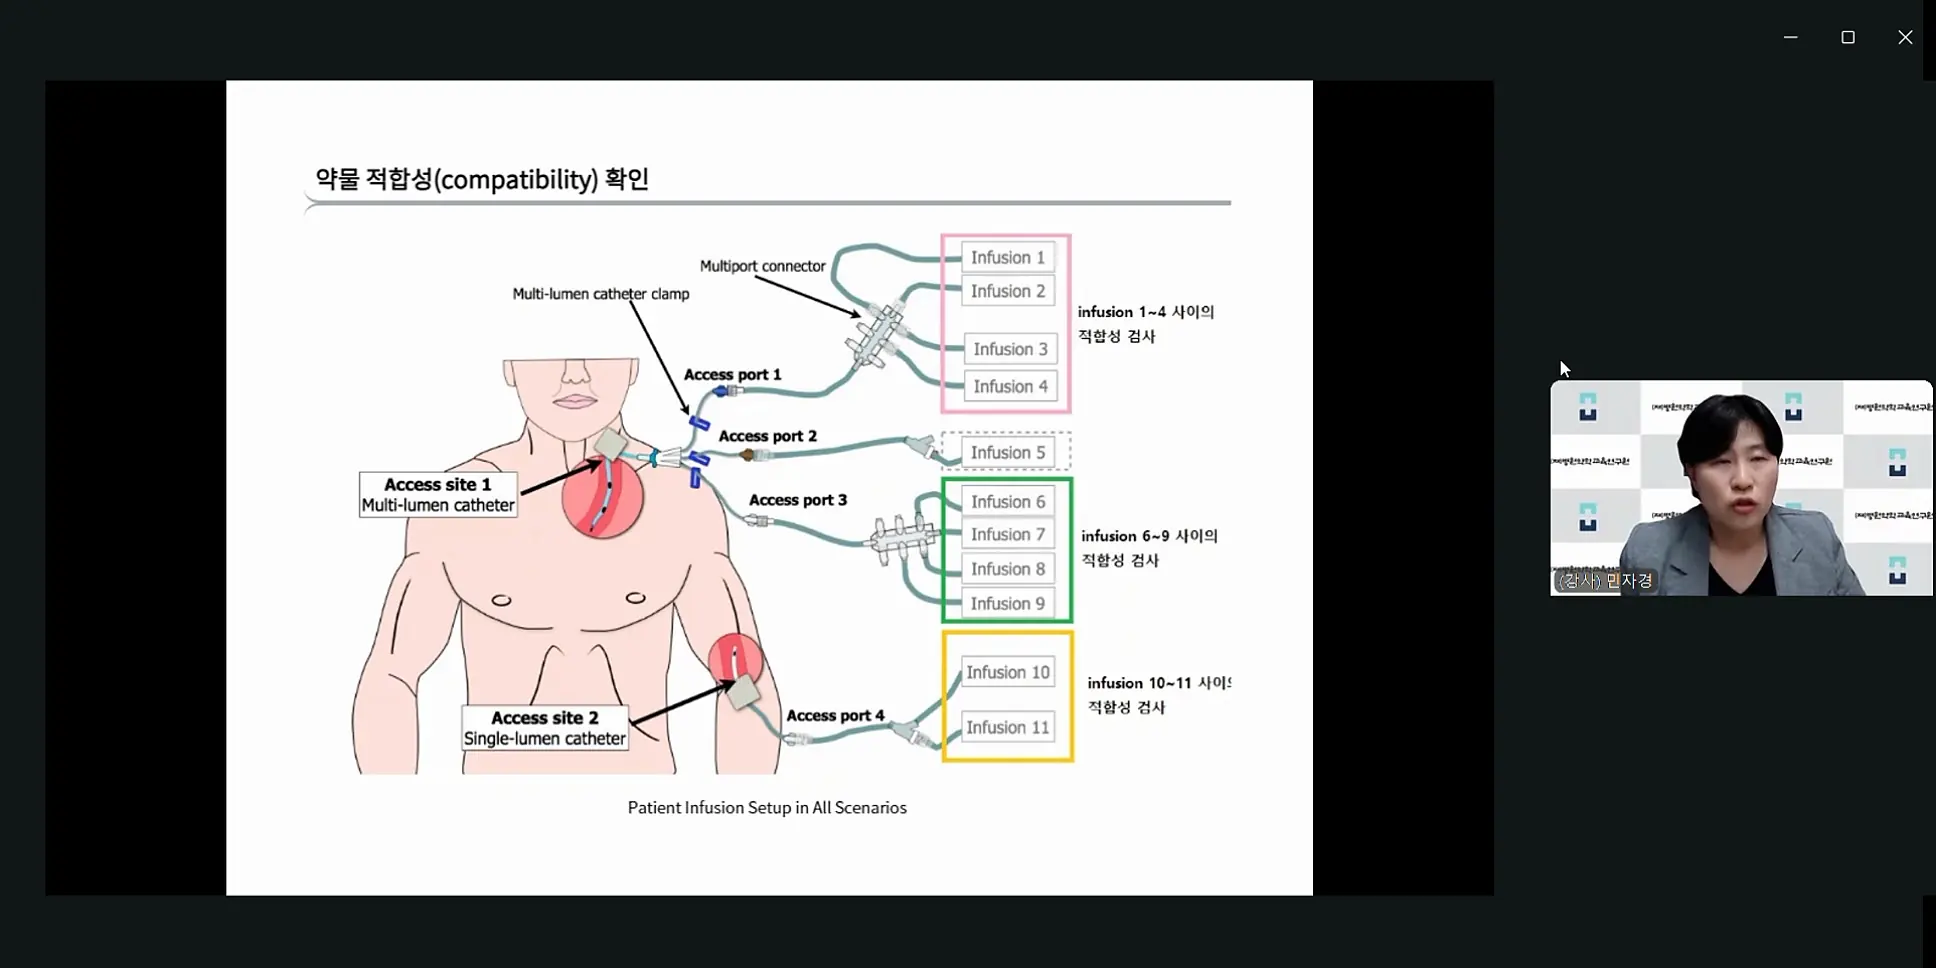 약물 적합성(compatibility) 확인
Multiport connector
Multi-lumen catheter clamp
Infusion 1
Infusion 2
infusion 1~4 사이의
적합성 검사
Infusion 3
Infusion 4
Access port 1
Access port 2
Infusion 5
Access site 1
Multi-lumen catheter
Access port 3
Infusion 6
Infusion 7
infusion 6~9 사이의
적합성 검사
Infusion 8
Infusion 9
Infusion 10
infusion 10~11 사이
적합성 검사
Access site 2
Single-lumen catheter
Access port 4
Infusion 11
Patient Infusion Setup in All Scenarios
(강사) 민자경